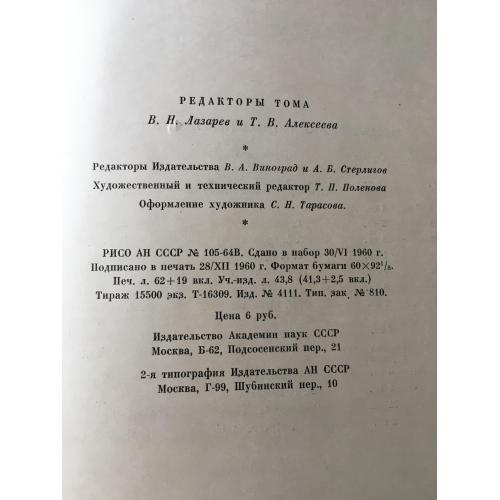 РЕДАКТОРЫ ТОМА
В. Н. Лазарев и Т. В. Алексеева
*
Редакторы Издательства В. А. Виноград и А. Б. Стерлигов
Художественный и технический редактор Т. П. Поленова
Оформление художника С. Н. Тарасова.
*
РИСО АН СССР № 105-64В. Сдано в набор 30/VI 1960 г.
Подписано в печать 28/XII 1960 г. Формат бумаги 60×92¹/₈.
Печ. л. 62+19 вкл. Уч.-изд. л. 43,8 (41,3+2,5 вкл.)
Тираж 15500 экз. Т-16309. Изд. № 4111. Тип. зак. № 810.
Цена 6 руб.
Издательство Академии наук СССР
Москва, Б-62, Подсосенский пер., 21
2-я типография Издательства АН СССР
Москва, Г-99, Шубинский пер., 10